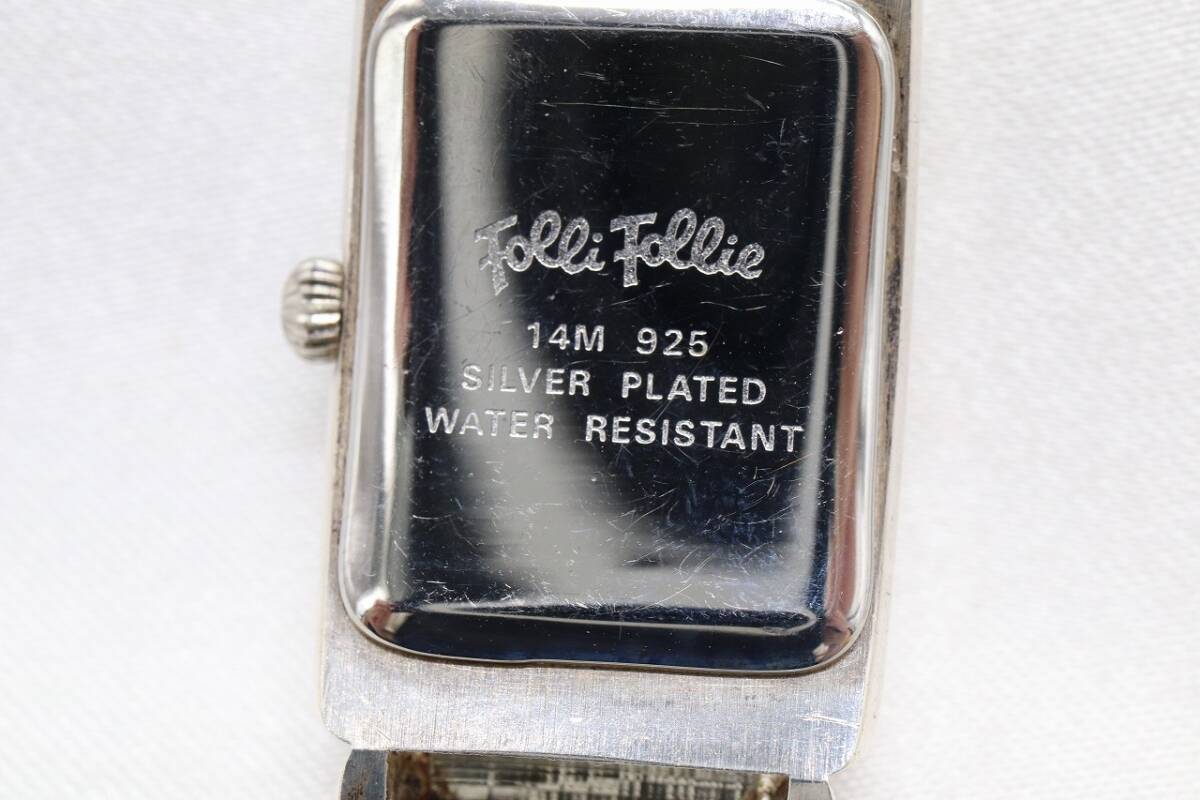 Folli Follie
14M 925
SILVER PLATED
WATER RESISTANT